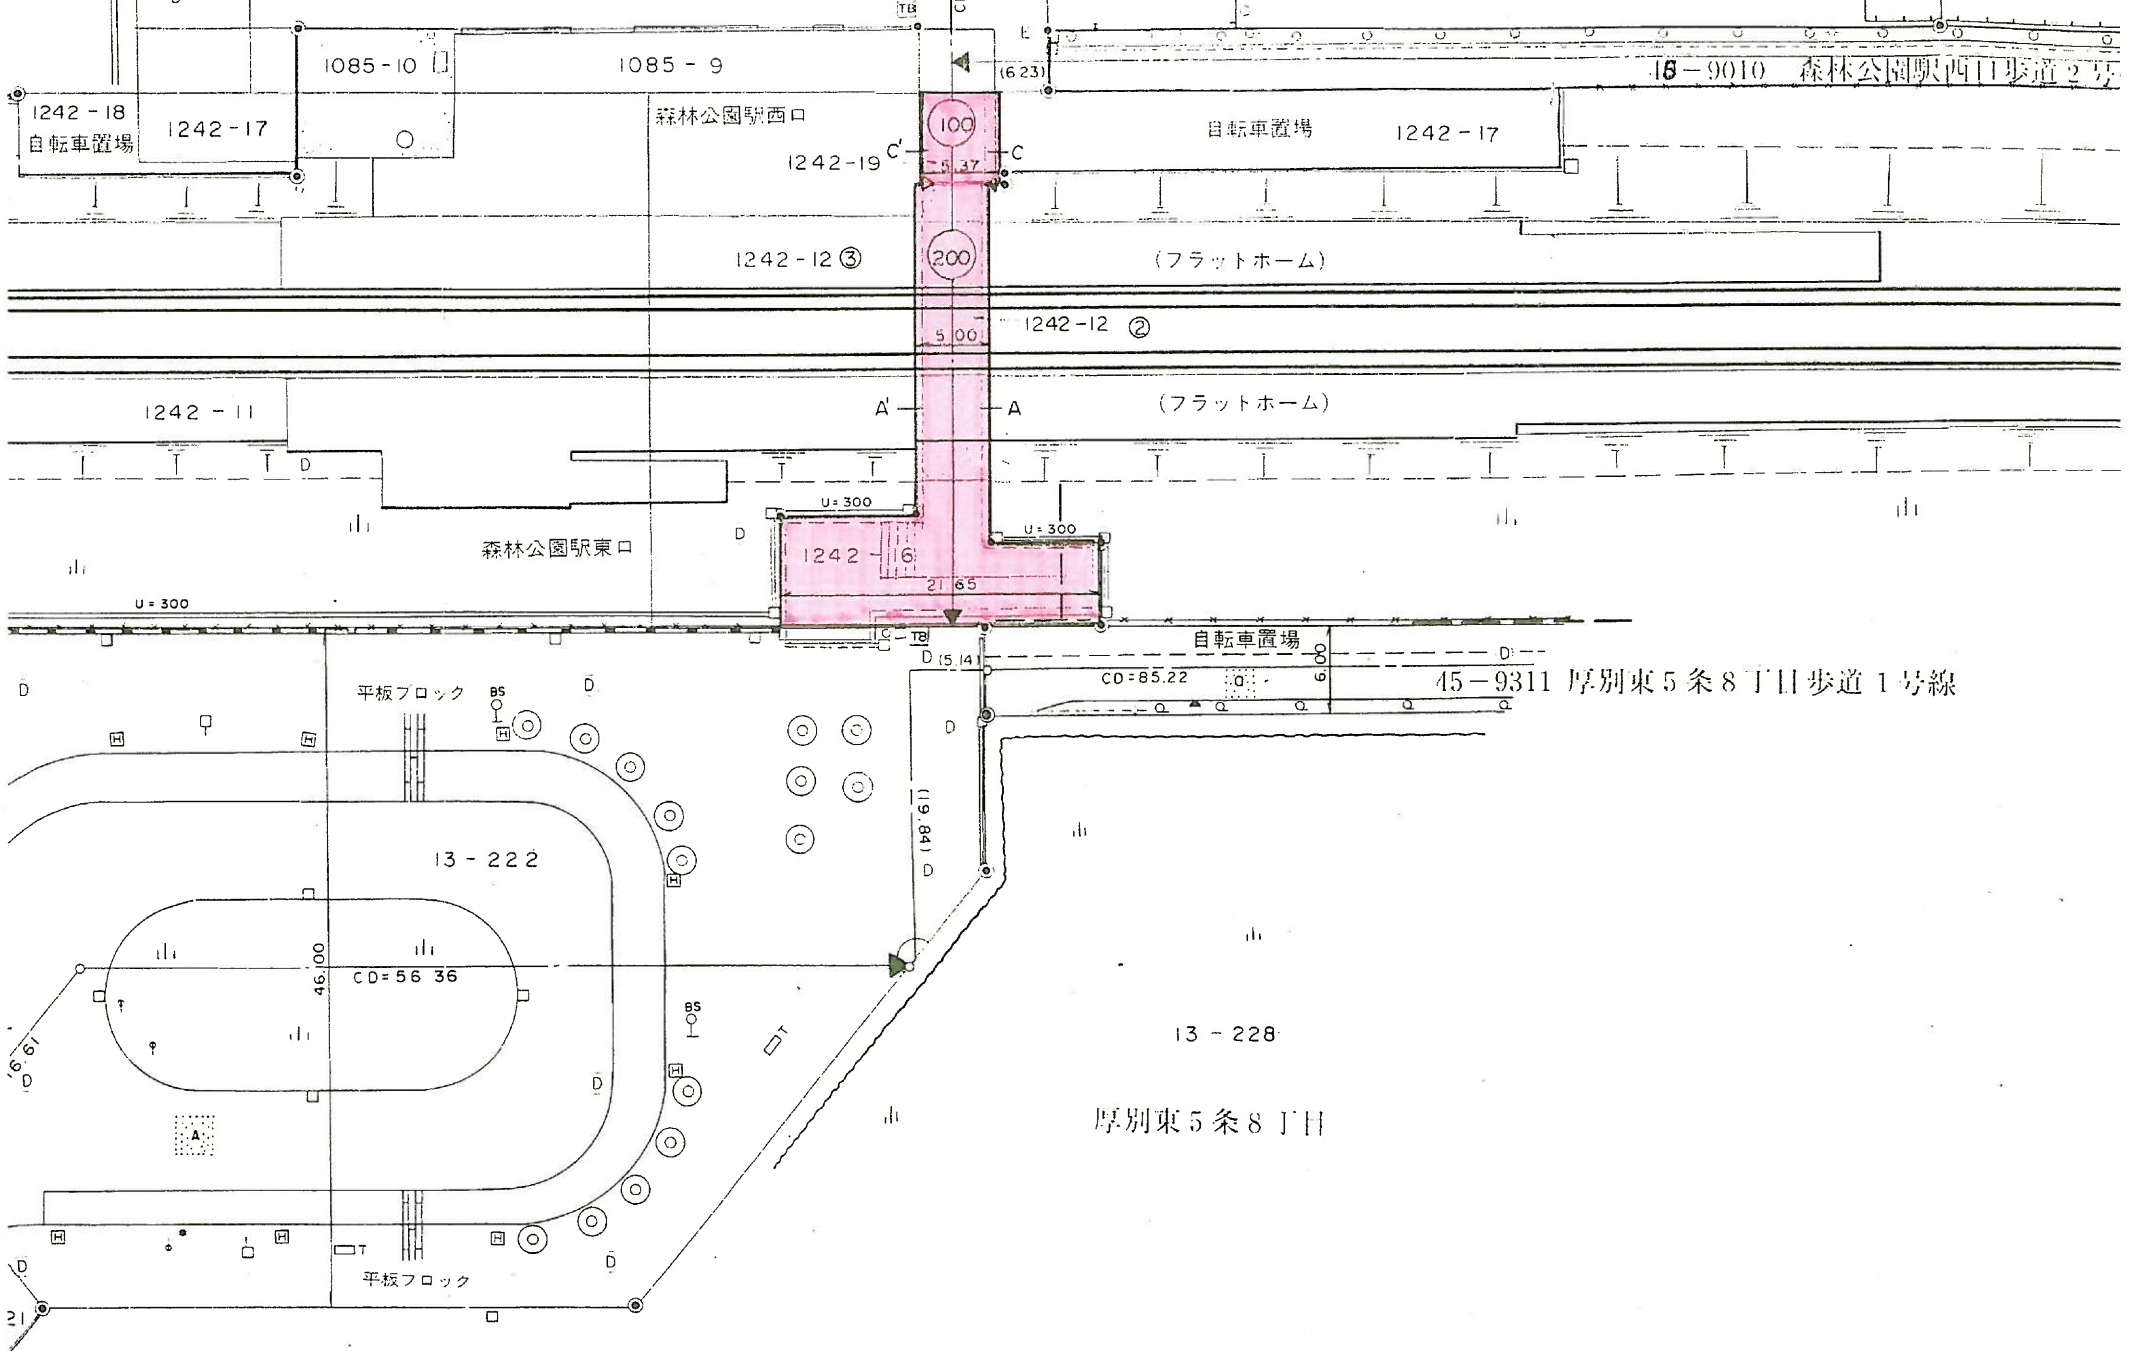 TB
E
(6 23)
1085-10
1085-9
9010 森林公園駅西口歩道2号
1242-18
自転車置場
1242-17
森林公園駅西口
100
自転車置場
1242-17
C'
C
1242-19
5.37
1242-12 ③
200
(フラットホーム)
1242-12 ②
5.00
1242-11
A'
A
(フラットホーム)
D
U=300
U=300
D
森林公園駅東口
1242-16
21.65
U=300
C
TB
自転車置場
D
(5.14)
D
6.00
CD=85.22
45-9311 厚別東5条8丁目歩道1号線
D
平板ブロック
BS
D
D
H
H
H
(19.84)
13-222
D
H
46.00
CD=56 36
BS
T
13-228
19.9
D
H
D
厚別東5条8丁目
A
H
H
H
T
D
D
平板フロック
21